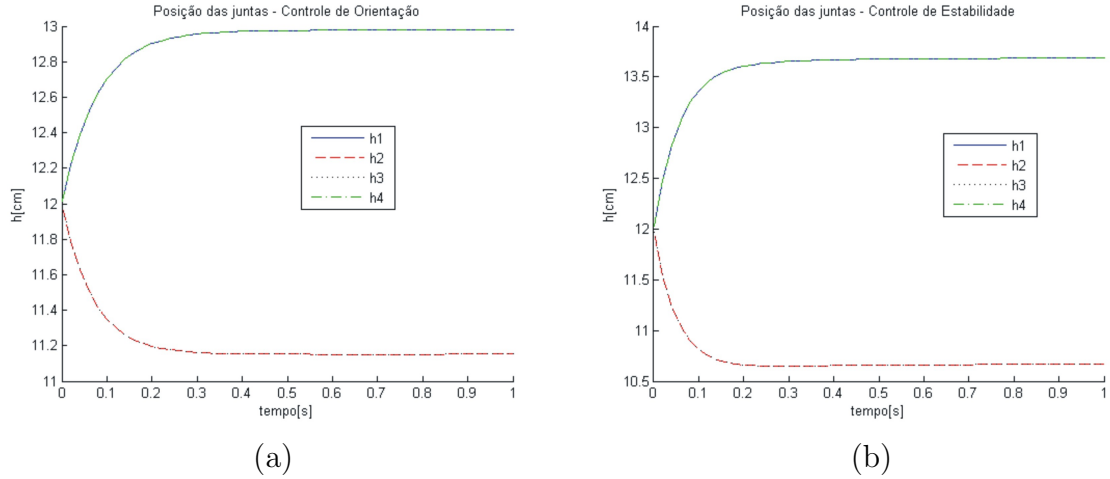 Posição das juntas - Controle de Orientação
13
12.8
12.6
12.4
12.2
12
11.8
11.6
11.4
11.2
11
h[cm]
h1
h2
h3
h4
0 0.1 0.2 0.3 0.4 0.5 0.6 0.7 0.8 0.9 1
tempo[s]
(a)
Posição das juntas - Controle de Estabilidade
14
13.5
13
12.5
12
11.5
11
10.5
h[cm]
h1
h2
h3
h4
0 0.1 0.2 0.3 0.4 0.5 0.6 0.7 0.8 0.9 1
tempo[s]
(b)